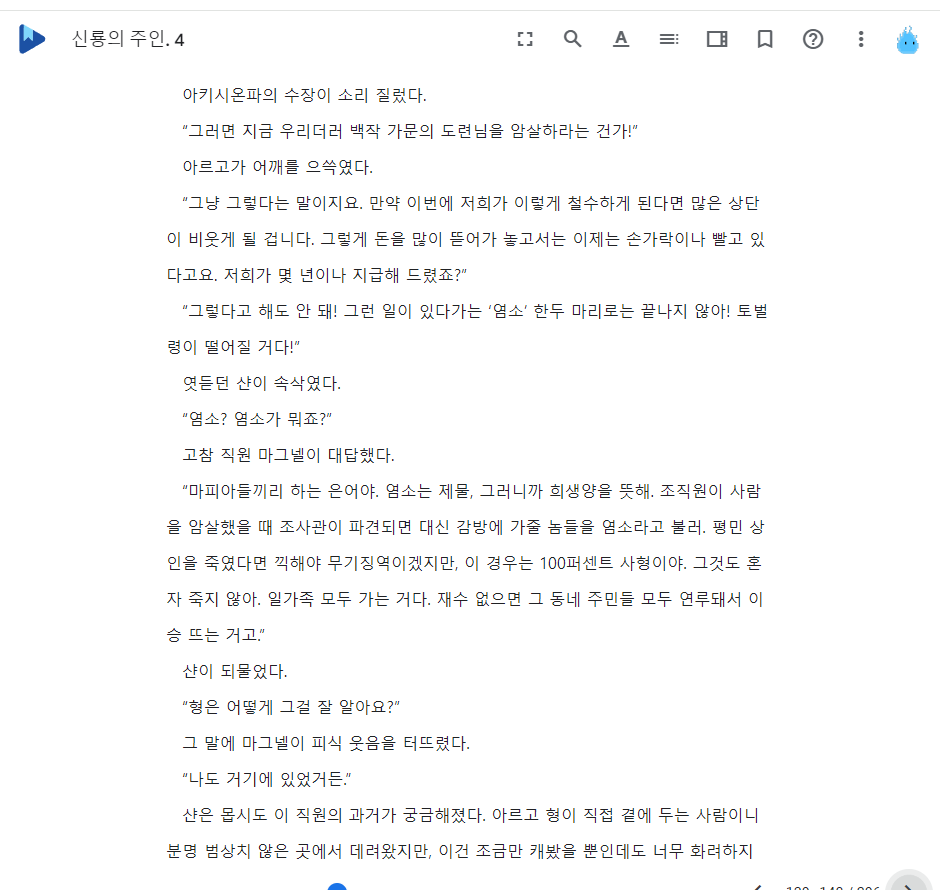 신룡의 주인. 4
아키시온파의 수장이 소리 질렀다.
“그러면 지금 우리더러 백작 가문의 도련님을 암살하라는 건가!”
아르고가 어깨를 으쓱였다.
“그냥 그렇다는 말이지요. 만약 이번에 저희가 이렇게 철수하게 된다면 많은 상단
이 비웃게 될 겁니다. 그렇게 돈을 많이 뜯어가 놓고서는 이제는 손가락이나 빨고 있
다고요. 저희가 몇 년이나 지급해 드렸죠?”
“그렇다고 해도 안 돼! 그런 일이 있다가는 ‘염소’ 한두 마리로는 끝나지 않아! 토벌
령이 떨어질 거다!”
엿듣던 샨이 속삭였다.
“염소? 염소가 뭐죠?”
고참 직원 마그넬이 대답했다.
“마피아들끼리 하는 은어야. 염소는 제물, 그러니까 희생양을 뜻해. 조직원이 사람
을 암살했을 때 조사관이 파견되면 대신 감방에 가줄 놈들을 염소라고 불러. 평민 상
인을 죽였다면 끽해야 무기징역이겠지만, 이 경우는 100퍼센트 사형이야. 그것도 혼
자 죽지 않아. 일가족 모두 가는 거다. 재수 없으면 그 동네 주민들 모두 연루돼서 이
승 뜨는 거고.”
샨이 되물었다.
“형은 어떻게 그걸 잘 알아요?”
그 말에 마그넬이 피식 웃음을 터뜨렸다.
“나도 거기에 있었거든.”
샨은 몹시도 이 직원의 과거가 궁금해졌다. 아르고 형이 직접 곁에 두는 사람이니
분명 범상치 않은 곳에서 데려왔지만, 이건 조금만 캐봤을 뿐인데도 너무 화려하지